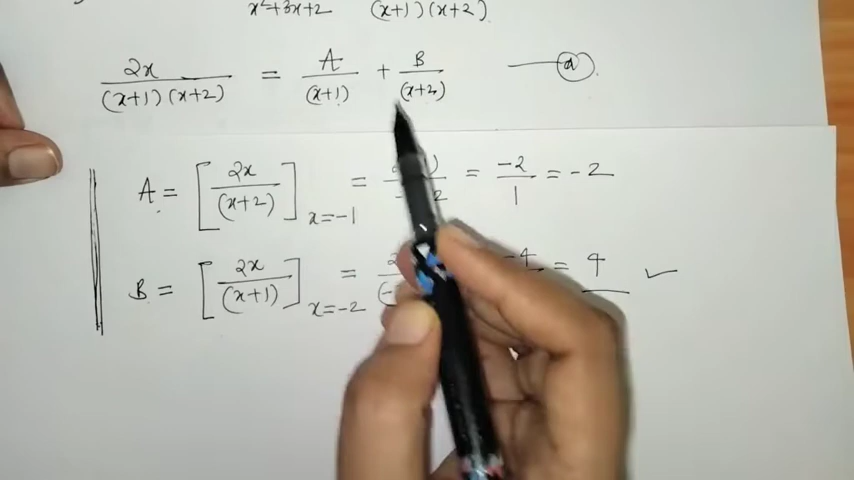 x²+3x+2 (x+1)(x+2)
2x/(x+1)(x+2) = A/(x+1) + B/(x+2) — a
A = [2x/(x+2)] x=-1 = = -2/1 = -2
B = [2x/(x+1)] x=-2 = = -4 = 4 ✓